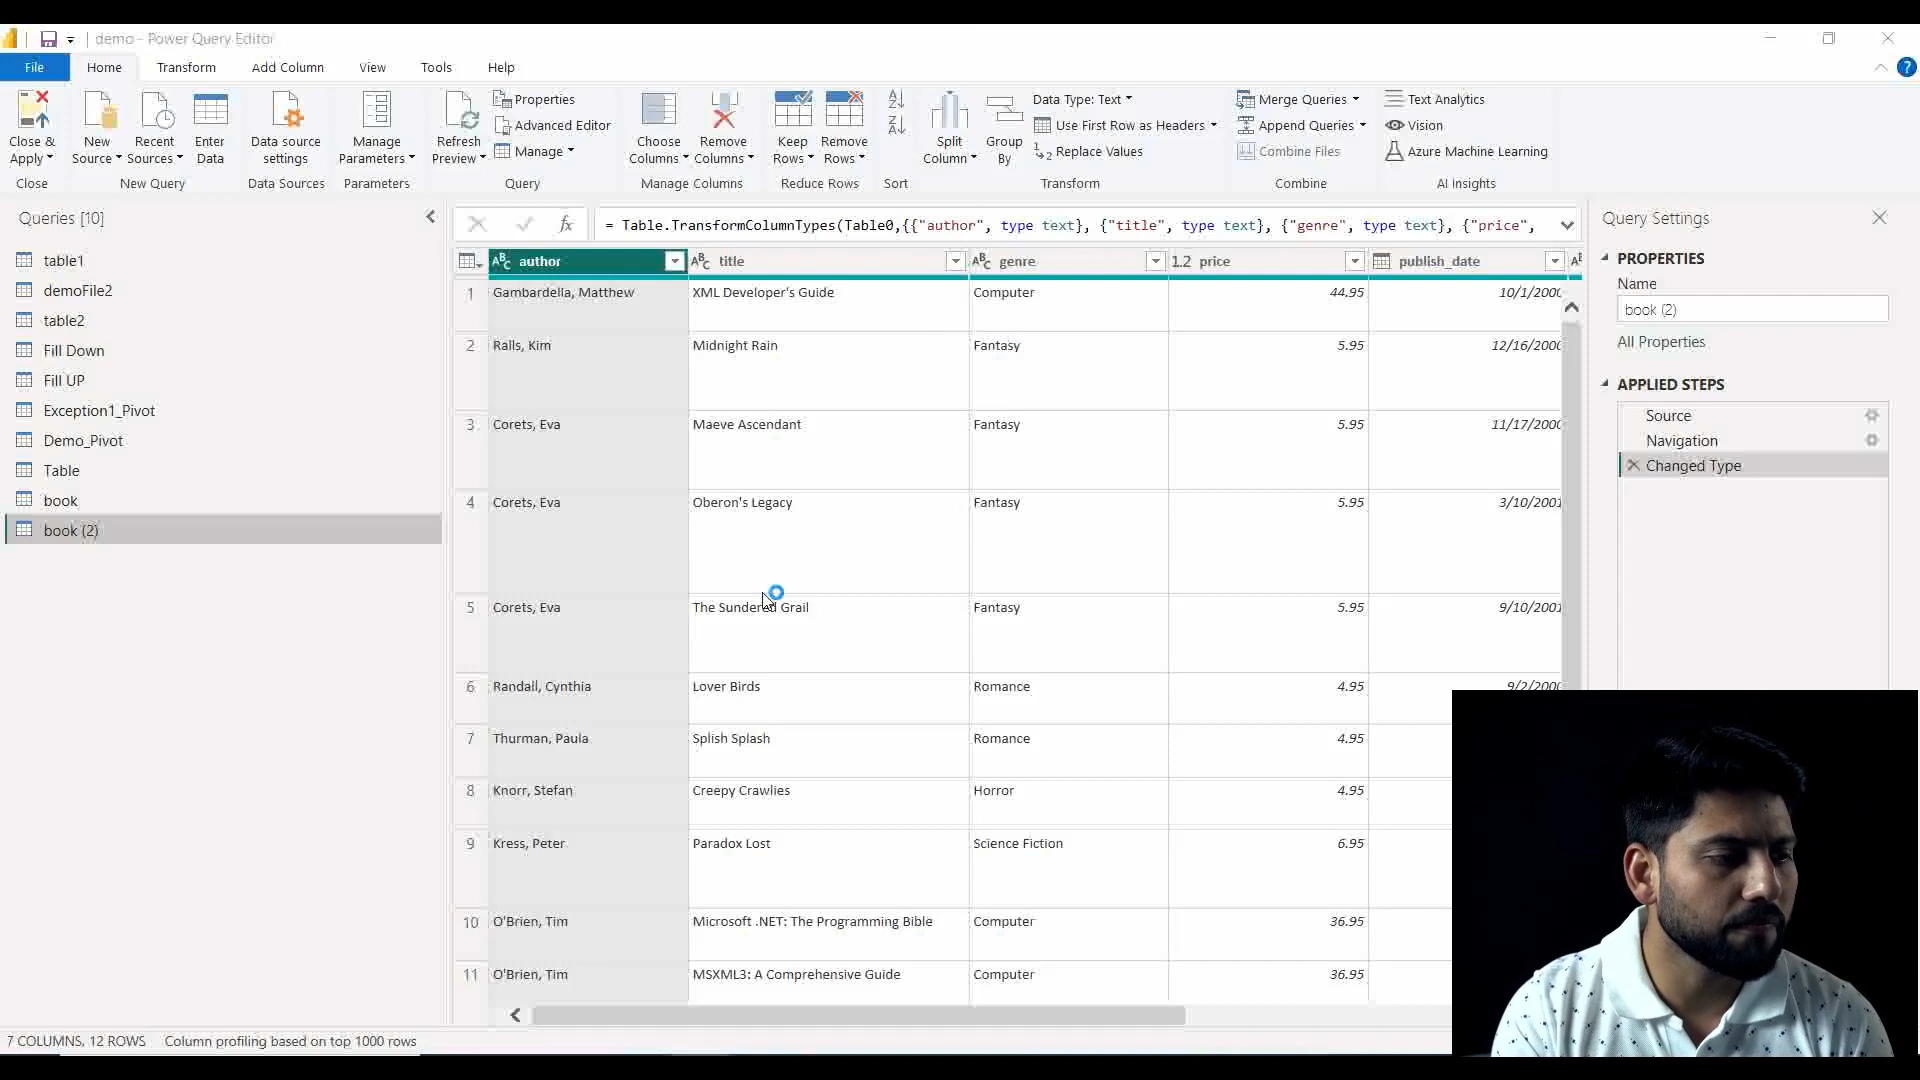 demo - Power Query Editor
File Home Transform Add Column View Tools Help
Close & Apply
New Source
Recent Sources
Enter Data
Data source settings
Manage Parameters
Refresh Preview
Properties
Advanced Editor
Manage
Choose Columns
Remove Columns
Keep Rows
Remove Rows
Split Column
Group By
Data Type: Text
Use First Row as Headers
Replace Values
Merge Queries
Append Queries
Combine Files
Text Analytics
Vision
Azure Machine Learning
Close New Query Data Sources Parameters Query Manage Columns Reduce Rows Sort Transform Combine AI Insights
Queries [10]
table1
demoFile2
table2
Fill Down
Fill UP
Exception1_Pivot
Demo_Pivot
Table
book
book (2)
fx = Table.TransformColumnTypes(Table0,{{"author", type text}, {"title", type text}, {"genre", type text}, {"price",
ABC author ABC title ABC genre 1.2 price publish_date
1 Gambardella, Matthew XML Developer's Guide Computer 44.95 10/1/2000
2 Ralls, Kim Midnight Rain Fantasy 5.95 12/16/2000
3 Corets, Eva Maeve Ascendant Fantasy 5.95 11/17/2000
4 Corets, Eva Oberon's Legacy Fantasy 5.95 3/10/2001
5 Corets, Eva The Sundered Grail Fantasy 5.95 9/10/2001
6 Randall, Cynthia Lover Birds Romance 4.95 9/2/2000
7 Thurman, Paula Splish Splash Romance 4.95
8 Knorr, Stefan Creepy Crawlies Horror 4.95
9 Kress, Peter Paradox Lost Science Fiction 6.95
10 O'Brien, Tim Microsoft .NET: The Programming Bible Computer 36.95
11 O'Brien, Tim MSXML3: A Comprehensive Guide Computer 36.95
Query Settings
PROPERTIES
Name
book (2)
All Properties
APPLIED STEPS
Source
Navigation
Changed Type
7 COLUMNS, 12 ROWS Column profiling based on top 1000 rows